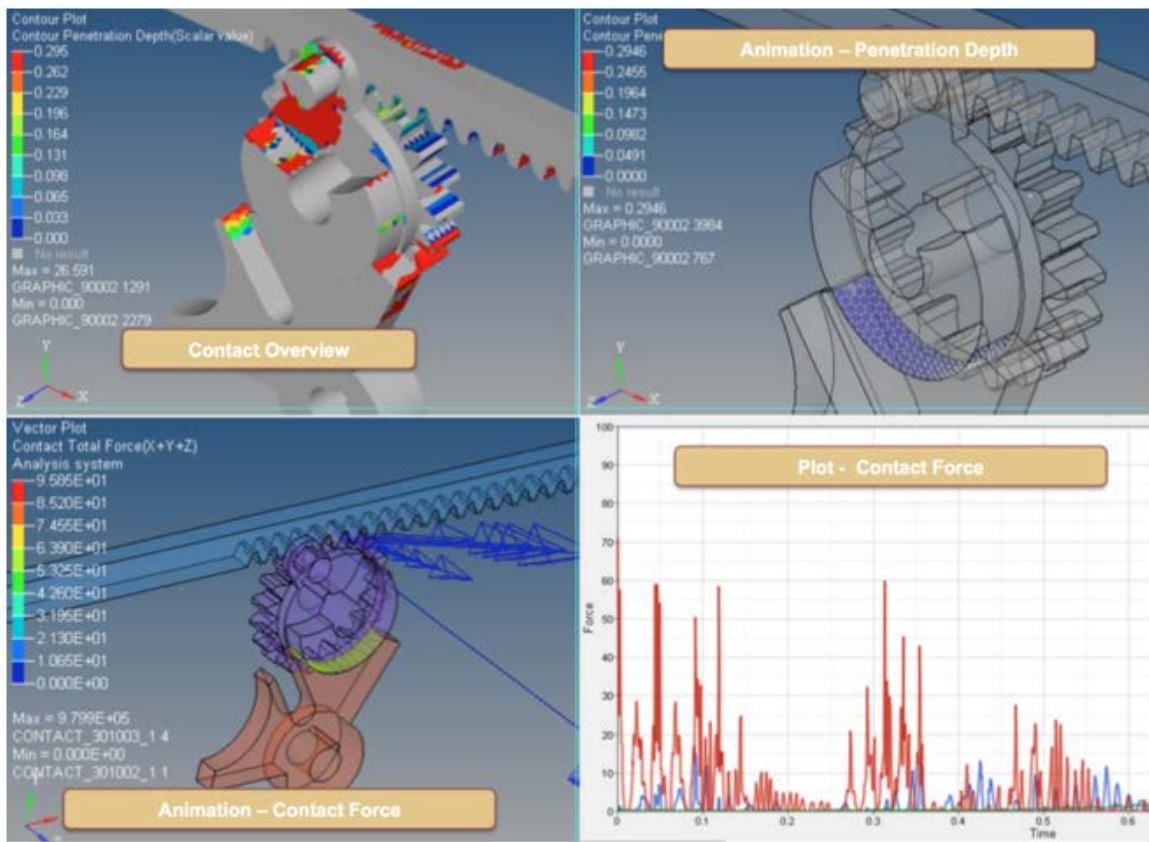 Contour Plot
Contour Penetration Depth(Scalar value)
0.295
0.262
0.229
0.196
0.164
0.131
0.098
0.065
0.033
0.000
No result
Max = 26.591
GRAPHIC_90002 1291
Min = 0.000
GRAPHIC_90002 2279
Y
Z
X
Contact Overview
Contour Plot
Contour Pene
Animation – Penetration Depth
0.2946
0.2455
0.1964
0.1473
0.0982
0.0491
0.0000
No result
Max = 0.2946
GRAPHIC_90002 3984
Min = 0.0000
GRAPHIC_90002 767
Y
Z
X
Vector Plot
Contact Total Force(X+Y+Z)
Analysis system
9.585E+01
8.520E+01
7.455E+01
6.390E+01
5.325E+01
4.260E+01
3.195E+01
2.130E+01
1.065E+01
0.000E+00
Max = 9.799E+05
CONTACT_301003_1 4
Min = 0.000E+00
CONTACT_301002_1 1
Animation – Contact Force
Plot - Contact Force
100
90
80
70
60
50
40
30
20
10
0
Force
0
0.1
0.2
0.3
0.4
0.5
0.6
Time